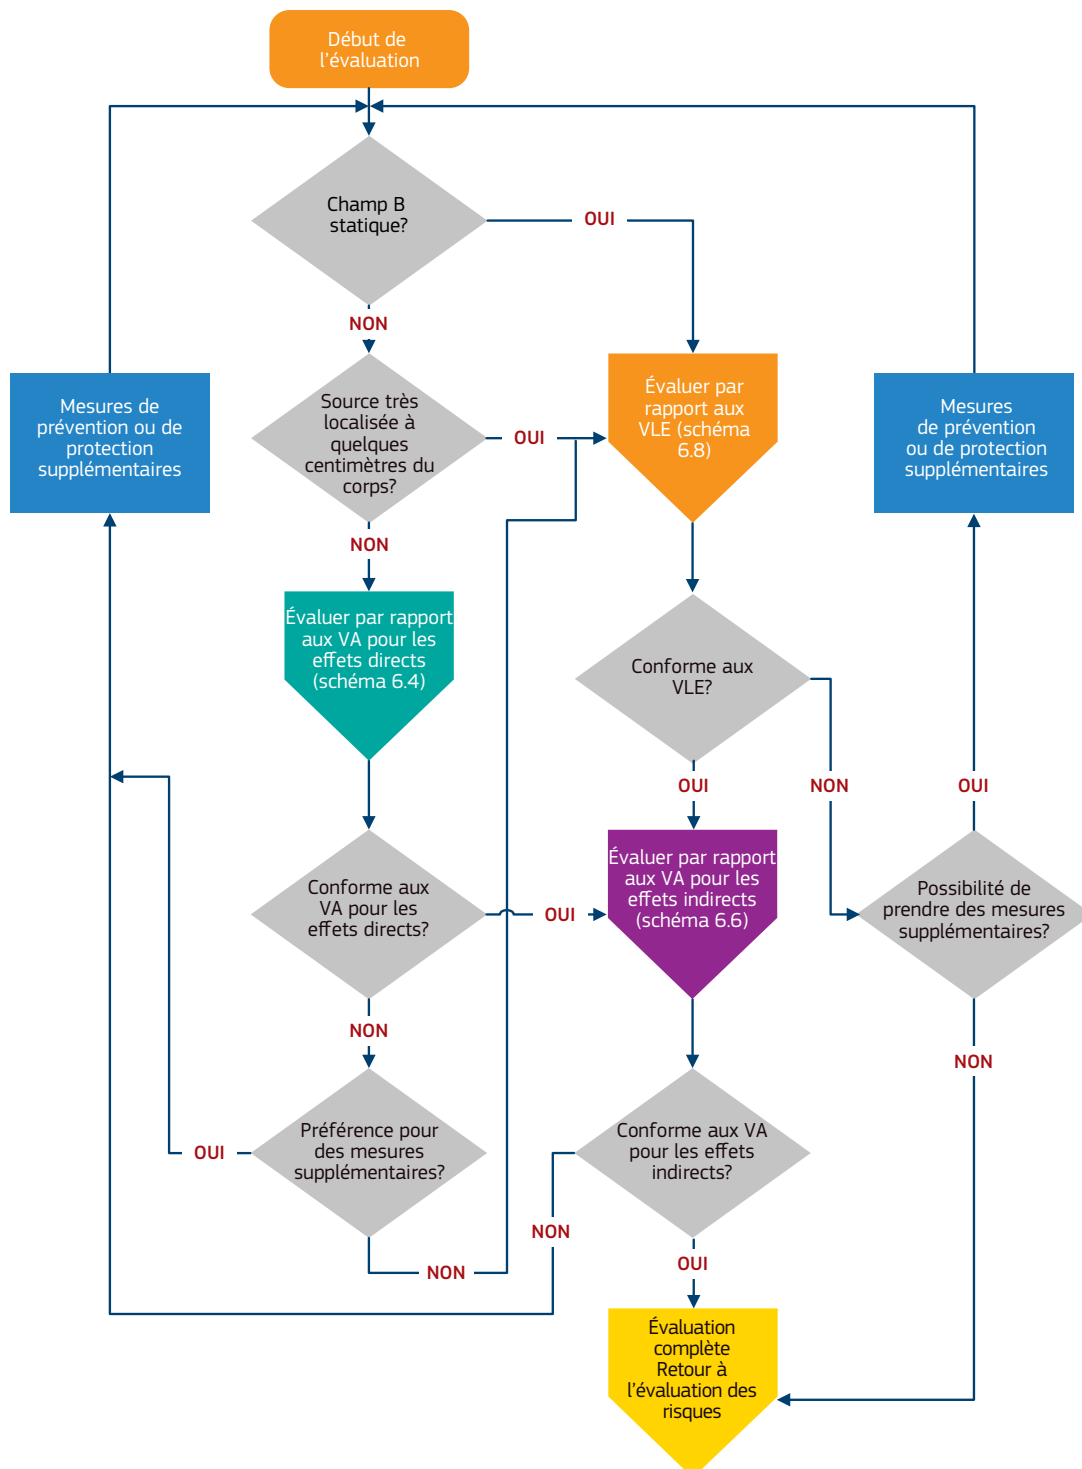 Début de
l'évaluation
Champ B
statique?
OUI
NON
Mesures de
prévention ou de
protection
supplémentaires
Source très
localisée à
quelques
centimètres du
corps?
OUI
Évaluer par
rapport aux
VLE (schéma
6.8)
Mesures
de prévention
ou de protection
supplémentaires
NON
Évaluer par rapport
aux VA pour les
effets directs
(schéma 6.4)
Conforme aux
VLE?
OUI
NON
OUI
Conforme aux
VA pour les
effets directs?
OUI
Évaluer par rapport
aux VA pour les
effets indirects
(schéma 6.6)
Possibilité de
prendre des mesures
supplémentaires?
NON
NON
Préférence pour
des mesures
supplémentaires?
OUI
Conforme aux VA
pour les effets
indirects?
NON
NON
OUI
Évaluation
complète
Retour à
l'évaluation des
risques